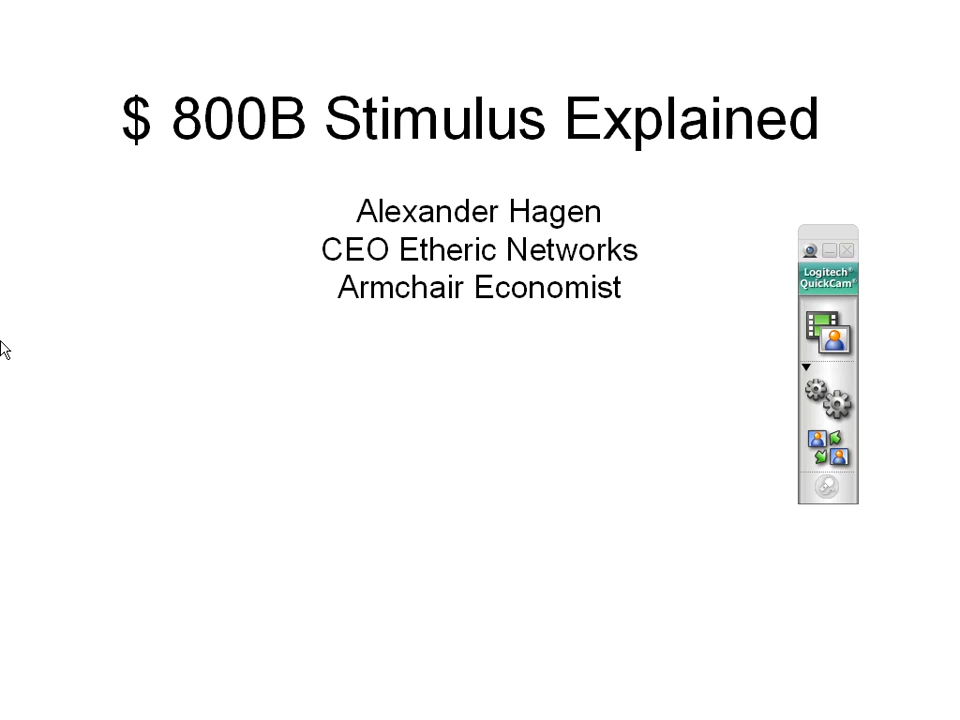 $ 800B Stimulus Explained
Alexander Hagen
CEO Etheric Networks
Armchair Economist
Logitech®
QuickCam®